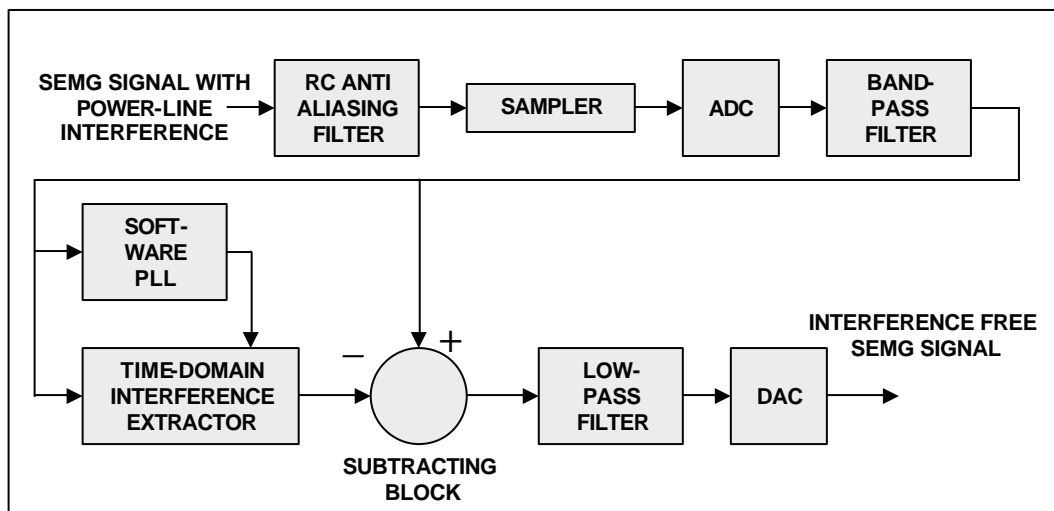 SEMG SIGNAL WITH
POWER-LINE
INTERFERENCE
RC ANTI
ALIASING
FILTER
SAMPLER
ADC
BAND-
PASS
FILTER
SOFT-
WARE
PLL
TIME-DOMAIN
INTERFERENCE
EXTRACTOR
–
+
SUBTRACTING
BLOCK
LOW-
PASS
FILTER
DAC
INTERFERENCE FREE
SEMG SIGNAL